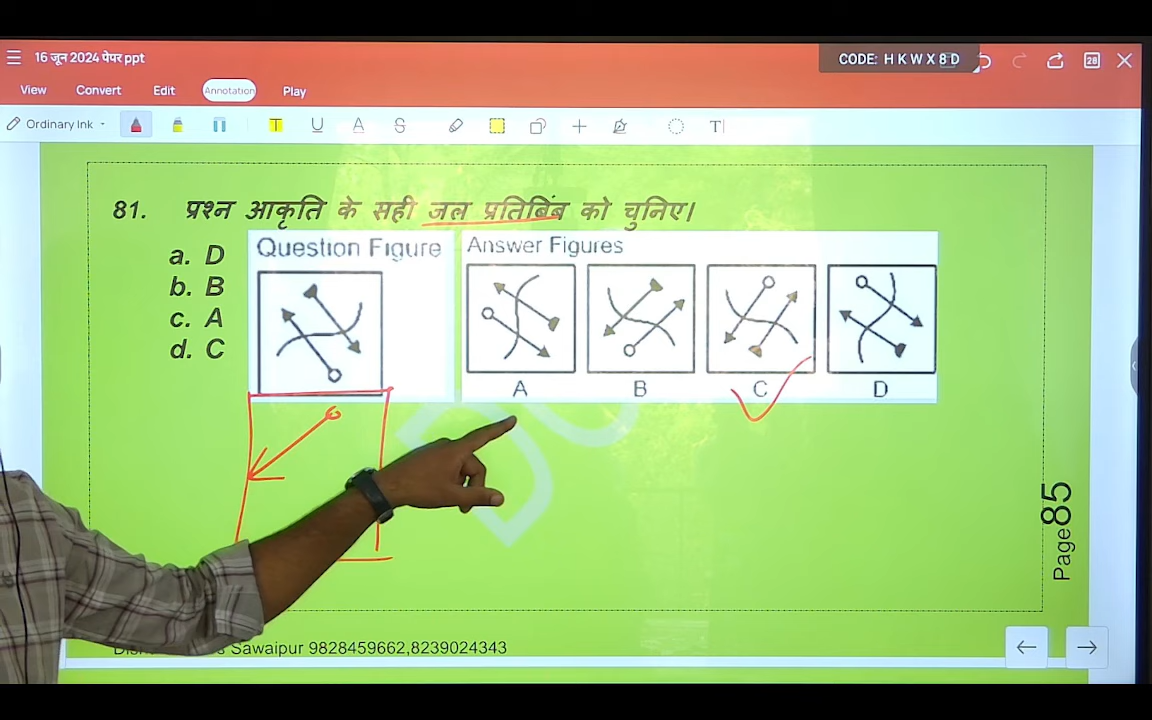 16 जून 2024 पेपर ppt
CODE: H K W X 8 D
28
View Convert Edit Annotation Play
Ordinary Ink
T U A S T
81. प्रश्न आकृति के सही जल प्रतिबिंब को चुनिए।
a. D
b. B
c. A
d. C
Question Figure
Answer Figures
A B C D
Page85
Sawaipur 9828459662,8239024343